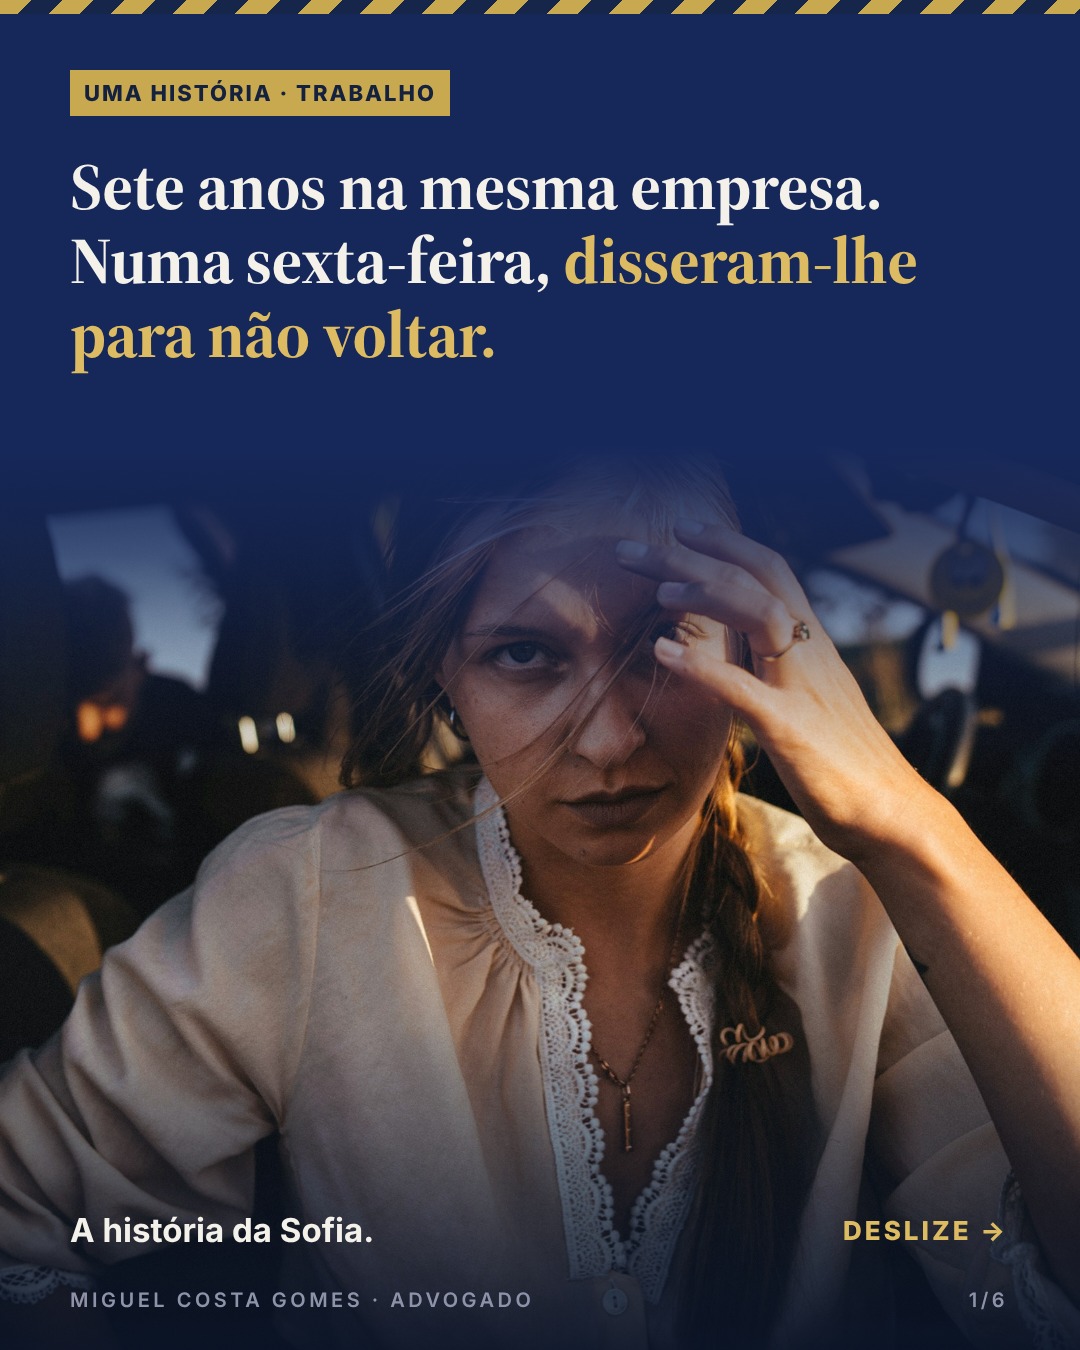 UMA HISTÓRIA · TRABALHO
Sete anos na mesma empresa.
Numa sexta-feira, disseram-lhe
para não voltar.
A história da Sofia.
DESLIZE →
MIGUEL COSTA GOMES · ADVOGADO
1/6